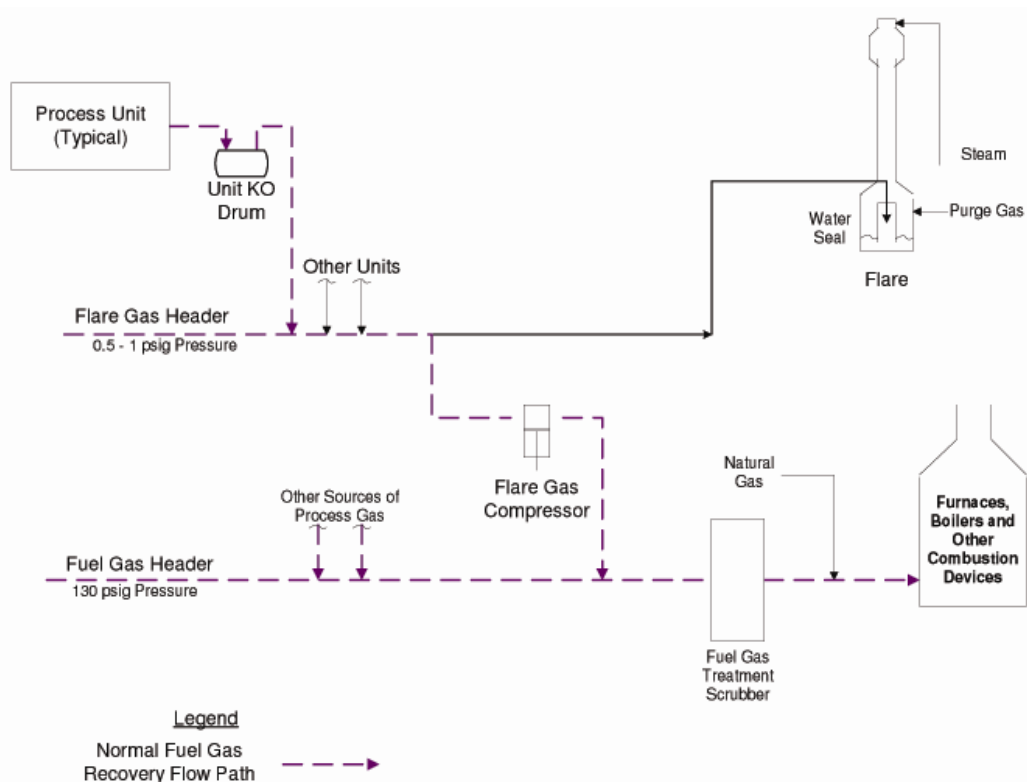 Process Unit
(Typical)
Unit KO
Drum
Steam
Purge Gas
Water
Seal
Flare
Other Units
Flare Gas Header
0.5 - 1 psig Pressure
Flare Gas
Compressor
Natural
Gas
Other Sources of
Process Gas
Fuel Gas Header
130 psig Pressure
Furnaces,
Boilers and
Other
Combustion
Devices
Fuel Gas
Treatment
Scrubber
Legend
Normal Fuel Gas
Recovery Flow Path